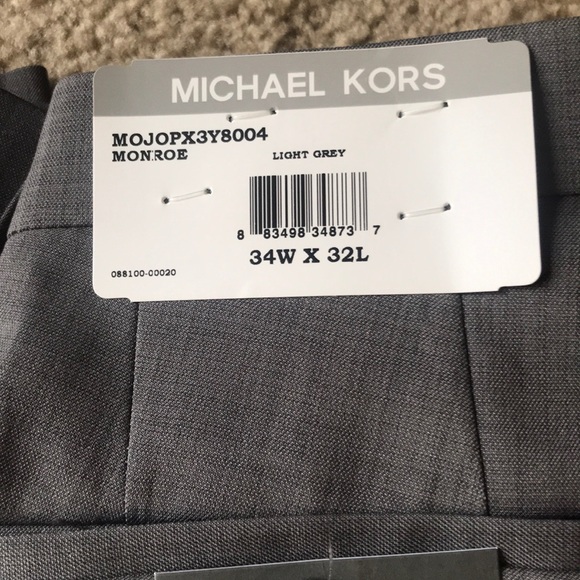 MICHAEL KORS
MOJOPX3Y8004
MONROE
LIGHT GREY
8 83498 34873 7
34W X 32L
088100-00020